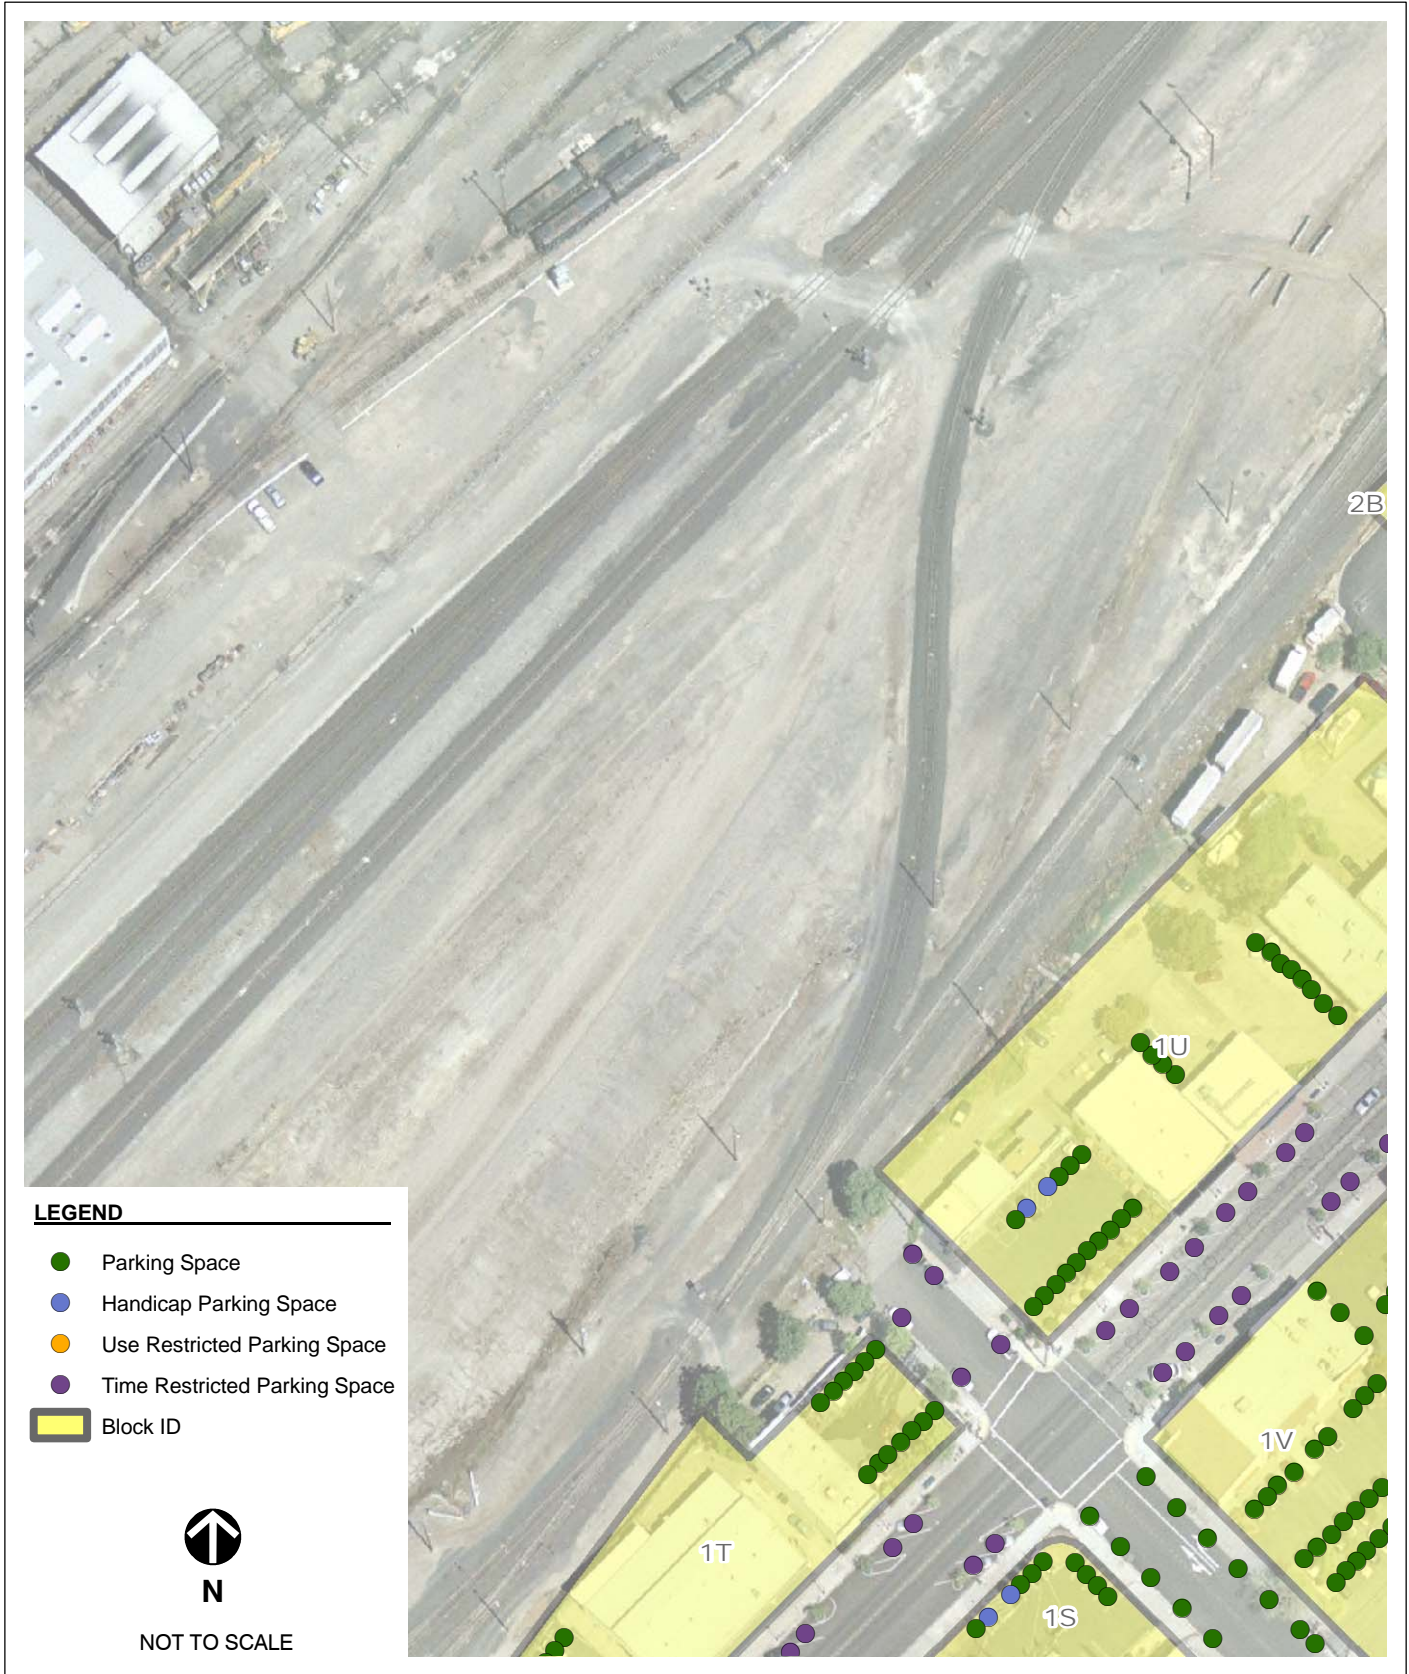 2B
1U
1V
1T
1S
LEGEND
Parking Space
Handicap Parking Space
Use Restricted Parking Space
Time Restricted Parking Space
Block ID
N
NOT TO SCALE